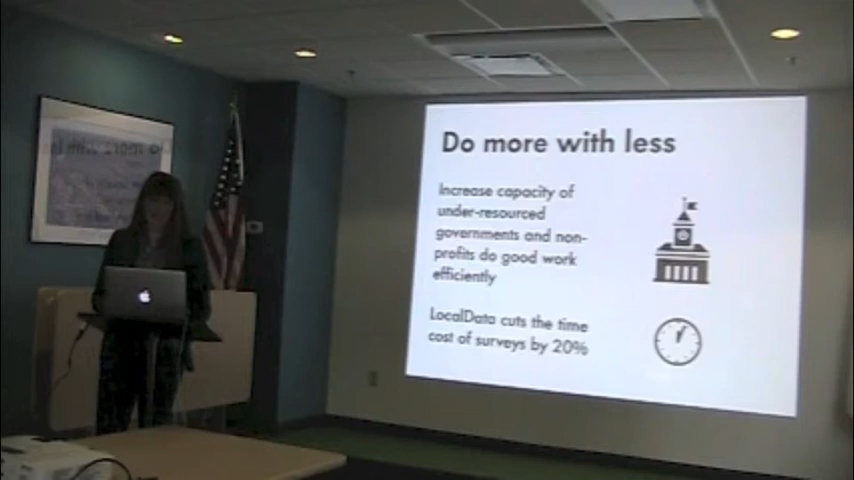 Do more with less
Increase capacity of
under-resourced
governments and non-
profits do good work
efficiently
LocalData cuts the time
cost of surveys by 20%